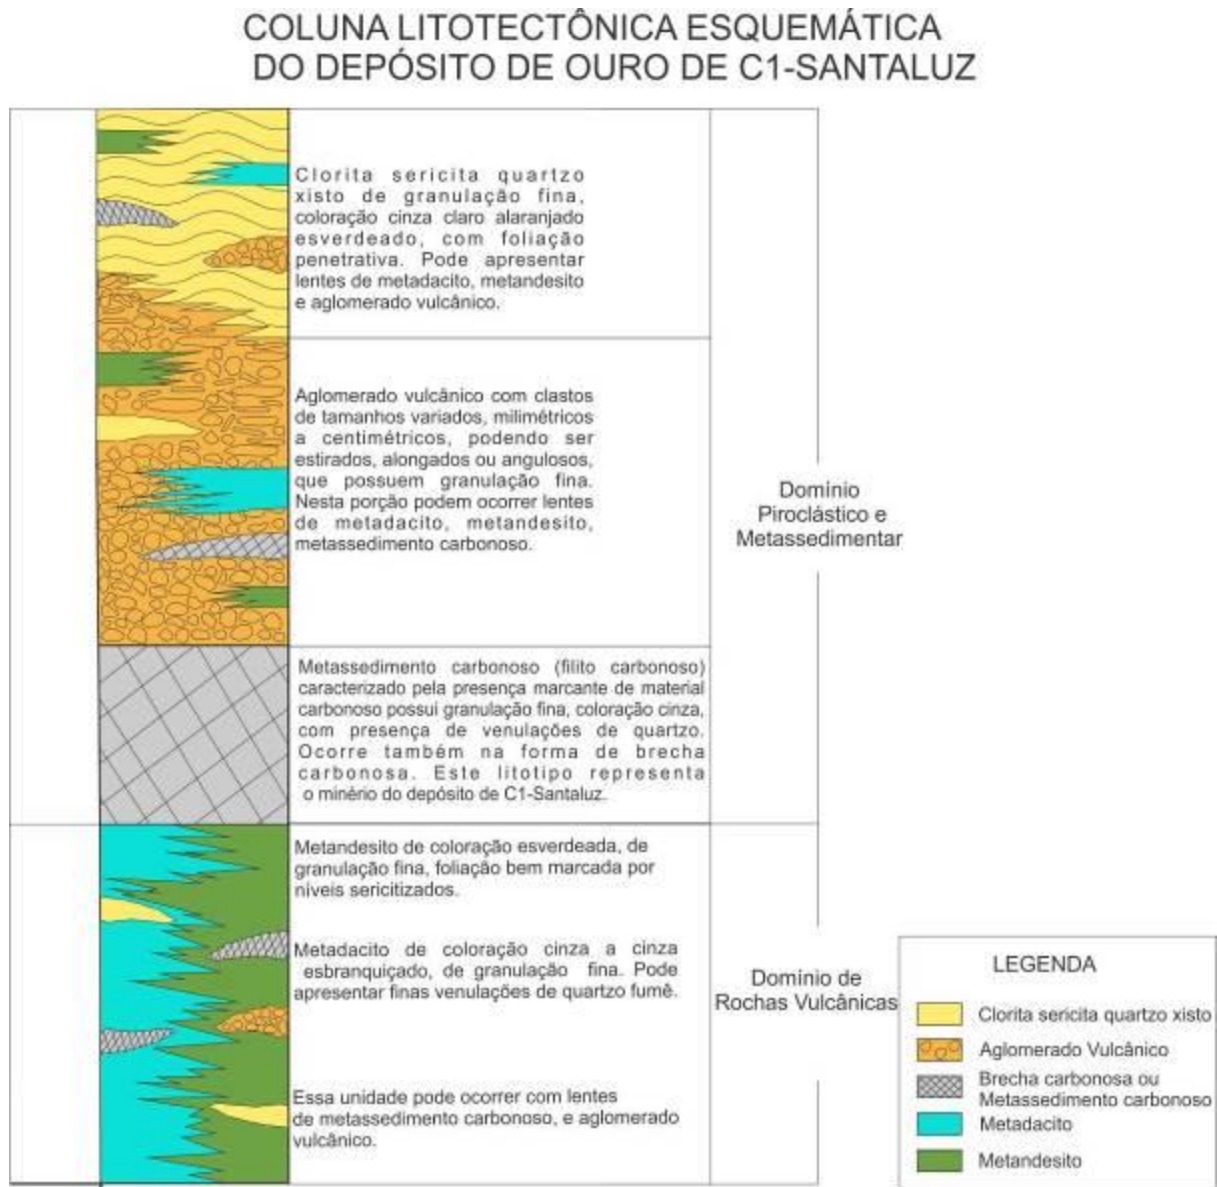 COLUNA LITOTECTÔNICA ESQUEMÁTICA
DO DEPÓSITO DE OURO DE C1-SANTALUZ
Clorita sericita quartzo
xisto de granulação fina,
coloração cinza claro alaranjado
esverdeado, com foliação
penetrativa. Pode apresentar
lentes de metadacito, metandesito
e aglomerado vulcânico.
Aglomerado vulcânico com clastos
de tamanhos variados, milimétricos
a centimétricos, podendo ser
estirados, alongados ou angulosos,
que possuem granulação fina.
Nesta porção podem ocorrer lentes
de metadacito, metandesito,
metassedimento carbonoso.
Domínio
Piroclástico e
Metassedimentar
Metassedimento carbonoso (filito carbonoso)
caracterizado pela presença marcante de material
carbonoso possui granulação fina, coloração cinza,
com presença de venulações de quartzo.
Ocorre também na forma de brecha
carbonosa. Este litotipo representa
o minério do depósito de C1-Santaluz.
Metandesito de coloração esverdeada, de
granulação fina, foliação bem marcada por
níveis sericitizados.
Metadacito de coloração cinza a cinza
esbranquiçado, de granulação fina. Pode
apresentar finas venulações de quartzo fumê.
Essa unidade pode ocorrer com lentes
de metassedimento carbonoso, e aglomerado
vulcânico.
Domínio de
Rochas Vulcânicas
LEGENDA
Clorita sericita quartzo xisto
Aglomerado Vulcânico
Brecha carbonosa ou
Metassedimento carbonoso
Metadacito
Metandesito